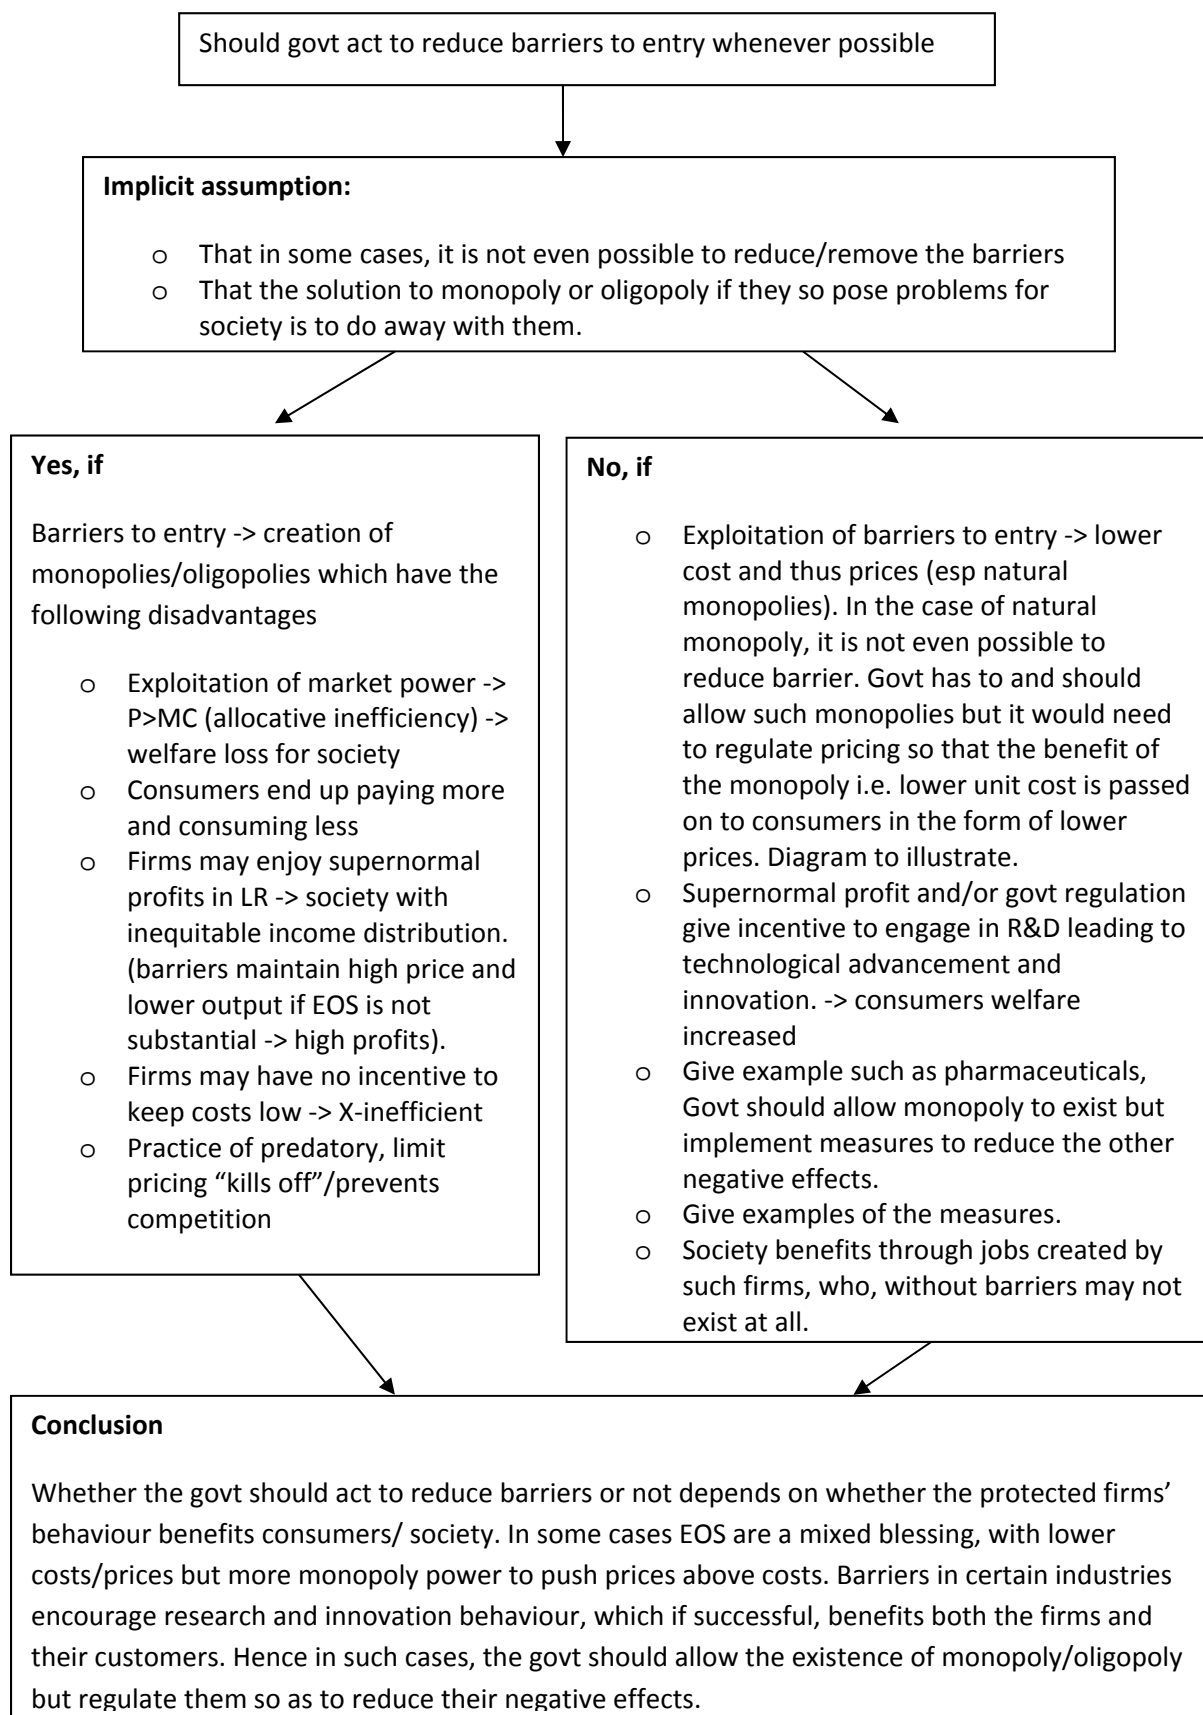 Should govt act to reduce barriers to entry whenever possible
Implicit assumption:
o That in some cases, it is not even possible to reduce/remove the barriers
o That the solution to monopoly or oligopoly if they so pose problems for
society is to do away with them.
Yes, if
Barriers to entry -> creation of
monopolies/oligopolies which have the
following disadvantages
o Exploitation of market power ->
P>MC (allocative inefficiency) ->
welfare loss for society
o Consumers end up paying more
and consuming less
o Firms may enjoy supernormal
profits in LR -> society with
inequitable income distribution.
(barriers maintain high price and
lower output if EOS is not
substantial -> high profits).
o Firms may have no incentive to
keep costs low -> X-inefficient
o Practice of predatory, limit
pricing “kills off”/prevents
competition
No, if
o Exploitation of barriers to entry -> lower
cost and thus prices (esp natural
monopolies). In the case of natural
monopoly, it is not even possible to
reduce barrier. Govt has to and should
allow such monopolies but it would need
to regulate pricing so that the benefit of
the monopoly i.e. lower unit cost is passed
on to consumers in the form of lower
prices. Diagram to illustrate.
o Supernormal profit and/or govt regulation
give incentive to engage in R&D leading to
technological advancement and
innovation. -> consumers welfare
increased
o Give example such as pharmaceuticals,
Govt should allow monopoly to exist but
implement measures to reduce the other
negative effects.
o Give examples of the measures.
o Society benefits through jobs created by
such firms, who, without barriers may not
exist at all.
Conclusion
Whether the govt should act to reduce barriers or not depends on whether the protected firms’
behaviour benefits consumers/ society. In some cases EOS are a mixed blessing, with lower
costs/prices but more monopoly power to push prices above costs. Barriers in certain industries
encourage research and innovation behaviour, which if successful, benefits both the firms and
their customers. Hence in such cases, the govt should allow the existence of monopoly/oligopoly
but regulate them so as to reduce their negative effects.